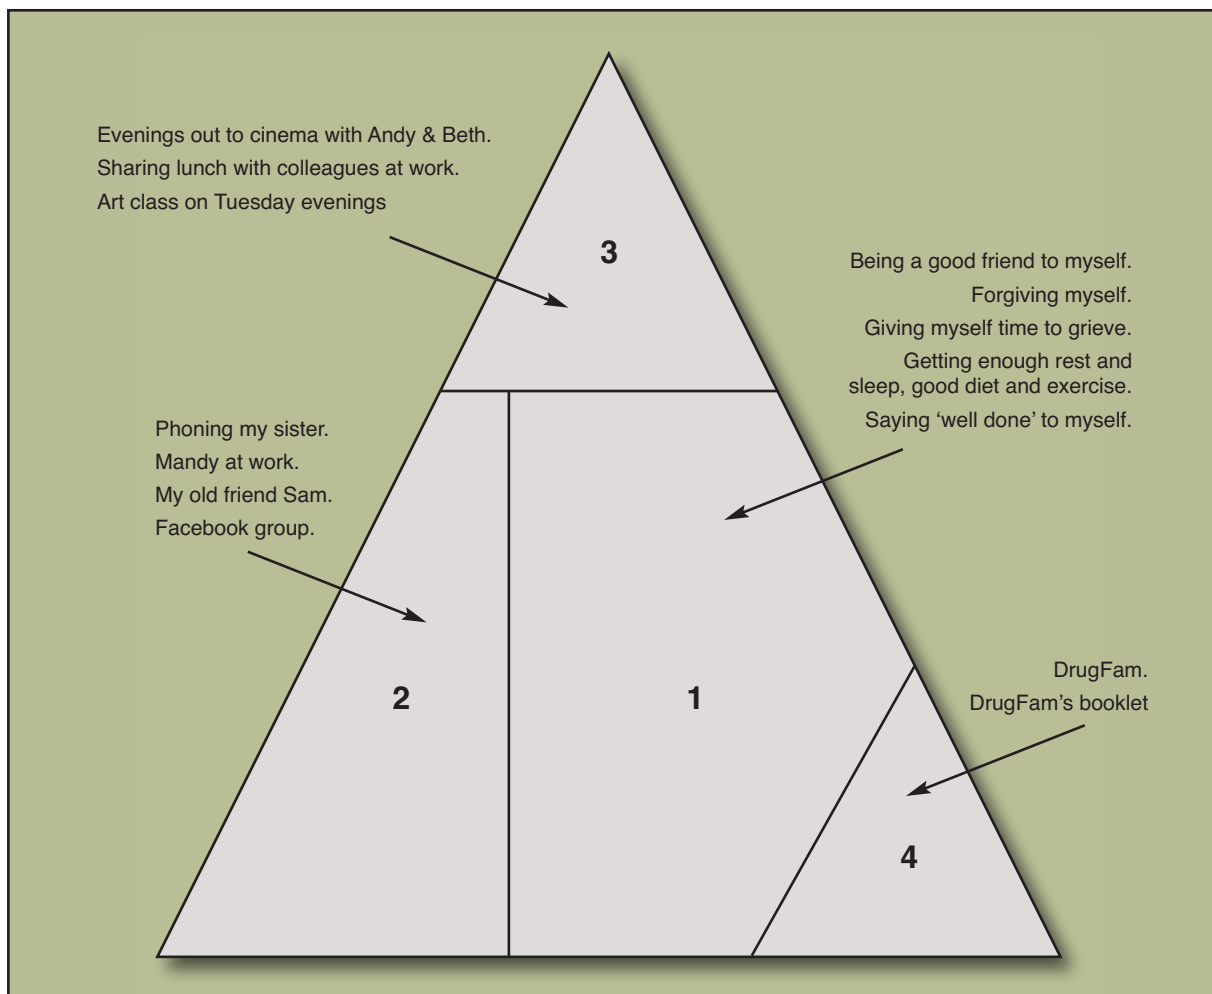 Evenings out to cinema with Andy & Beth.
Sharing lunch with colleagues at work.
Art class on Tuesday evenings
3
Being a good friend to myself.
Forgiving myself.
Giving myself time to grieve.
Getting enough rest and
sleep, good diet and exercise.
Saying ‘well done’ to myself.
Phoning my sister.
Mandy at work.
My old friend Sam.
Facebook group.
2
1
DrugFam.
DrugFam’s booklet
4